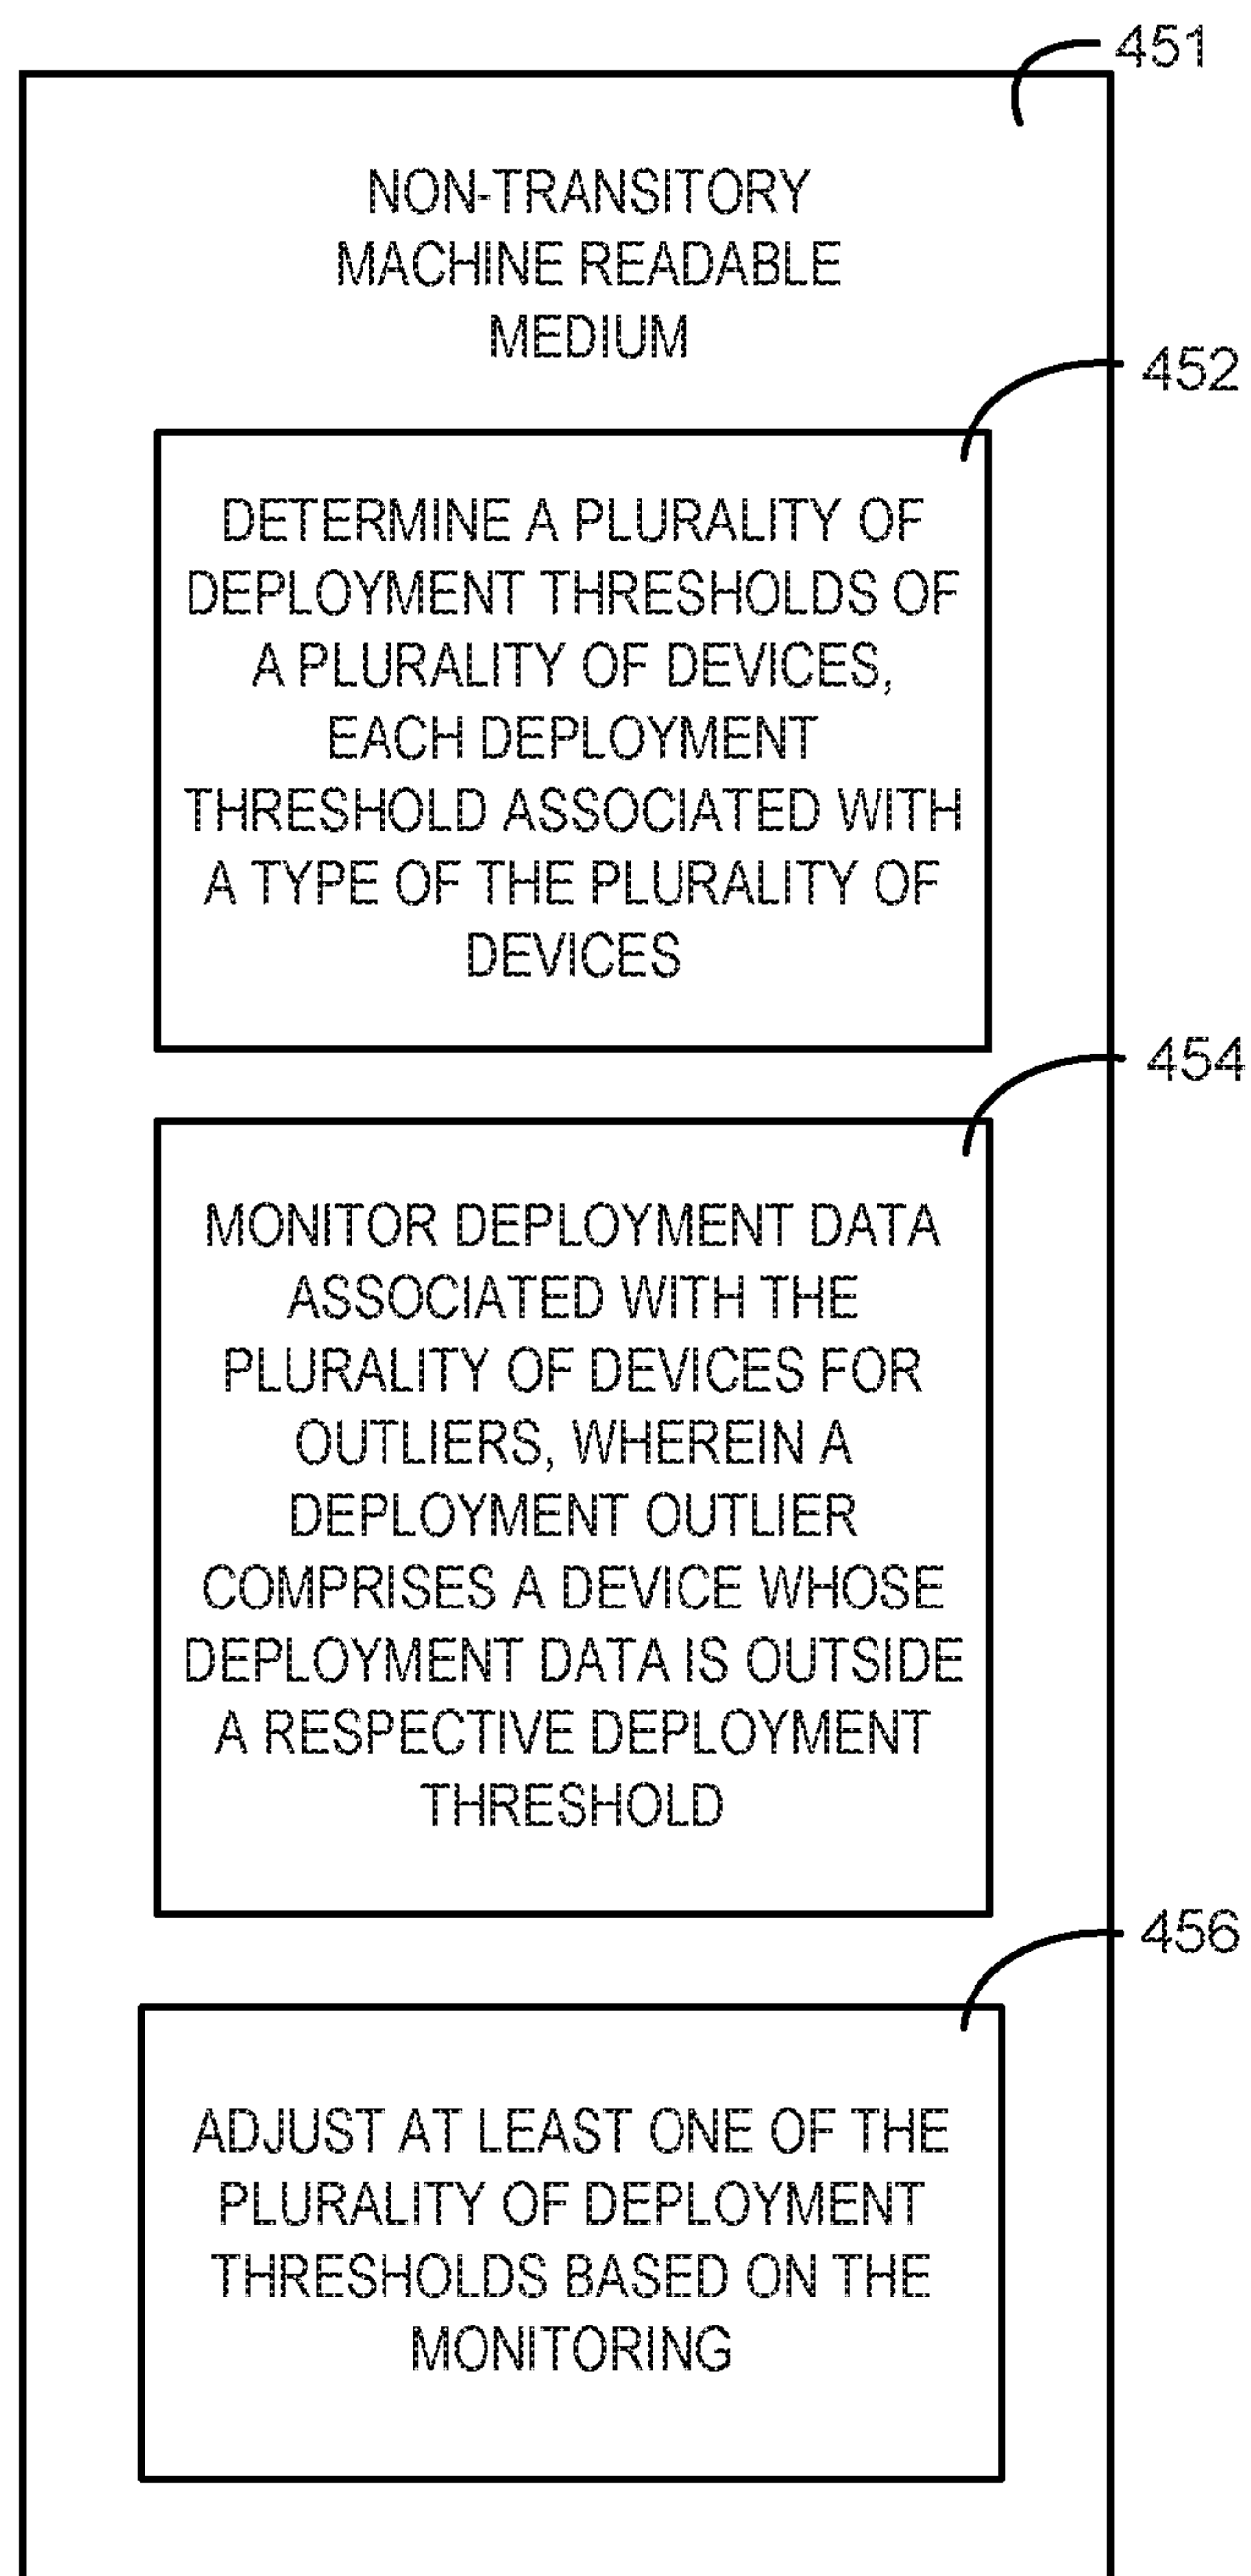 451
NON-TRANSITORY
MACHINE READABLE
MEDIUM
452
DETERMINE A PLURALITY OF
DEPLOYMENT THRESHOLDS OF
A PLURALITY OF DEVICES,
EACH DEPLOYMENT
THRESHOLD ASSOCIATED WITH
A TYPE OF THE PLURALITY OF
DEVICES
454
MONITOR DEPLOYMENT DATA
ASSOCIATED WITH THE
PLURALITY OF DEVICES FOR
OUTLIERS, WHEREIN A
DEPLOYMENT OUTLIER
COMPRISES A DEVICE WHOSE
DEPLOYMENT DATA IS OUTSIDE
A RESPECTIVE DEPLOYMENT
THRESHOLD
456
ADJUST AT LEAST ONE OF THE
PLURALITY OF DEPLOYMENT
THRESHOLDS BASED ON THE
MONITORING